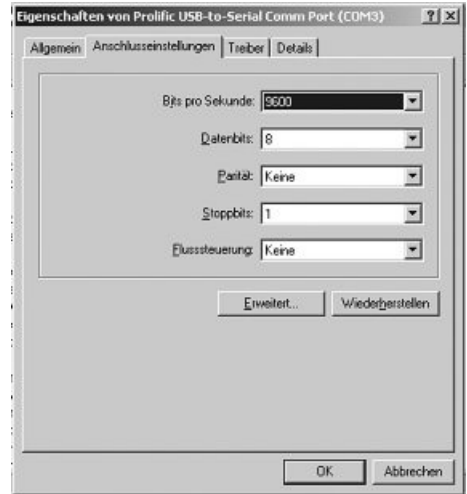 Eigenschaften von Prolific USB-to-Serial Comm Port (COM3)
Allgemein Anschlusseinstellungen Treiber Details
Bits pro Sekunde: 9600
Datenbits: 8
Parität: Keine
Stoppbits: 1
Flusssteuerung: Keine
Erweitert... Wiederherstellen
OK Abbrechen